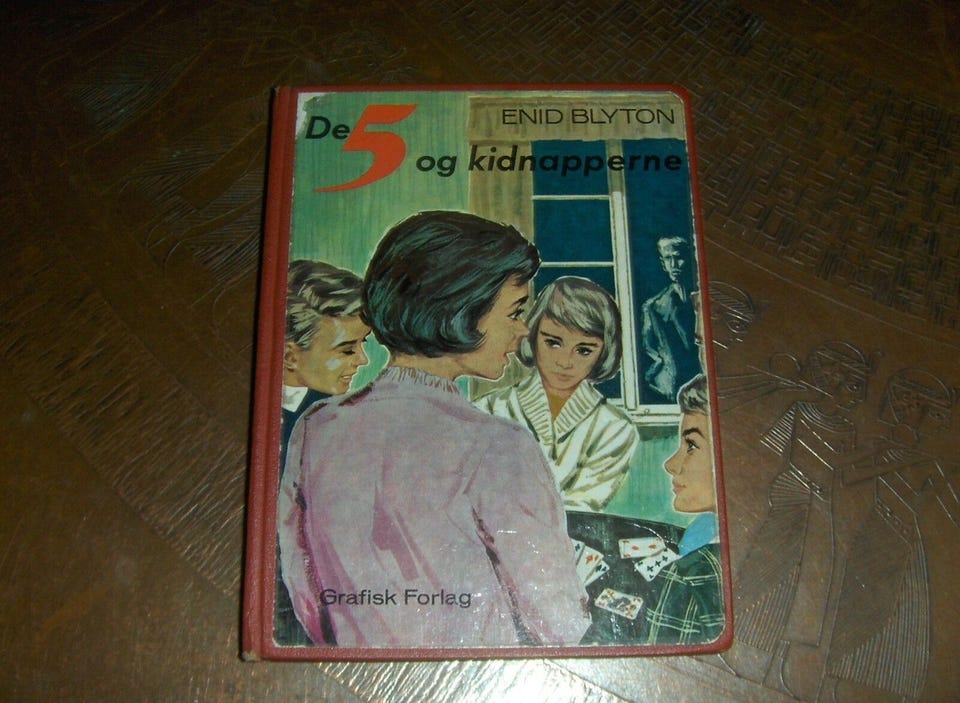 De 5
ENID BLYTON
og kidnapperne
Grafisk Forlag